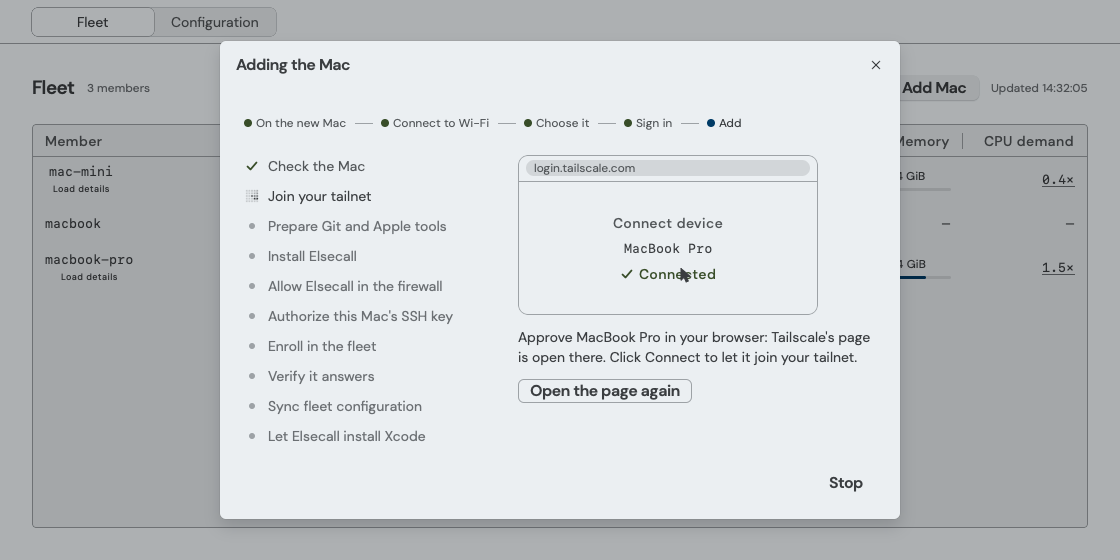 Fleet
Configuration
Fleet 3 members
Add Mac Updated 14:32:05
Member
Memory
CPU demand
mac-mini
Load details
GiB
0.4×
macbook
—
—
macbook-pro
Load details
GiB
1.5×
Adding the Mac
×
On the new Mac
Connect to Wi-Fi
Choose it
Sign in
Add
Check the Mac
Join your tailnet
Prepare Git and Apple tools
Install Elsecall
Allow Elsecall in the firewall
Authorize this Mac's SSH key
Enroll in the fleet
Verify it answers
Sync fleet configuration
Let Elsecall install Xcode
login.tailscale.com
Connect device
MacBook Pro
Connected
Approve MacBook Pro in your browser: Tailscale's page
is open there. Click Connect to let it join your tailnet.
Open the page again
Stop